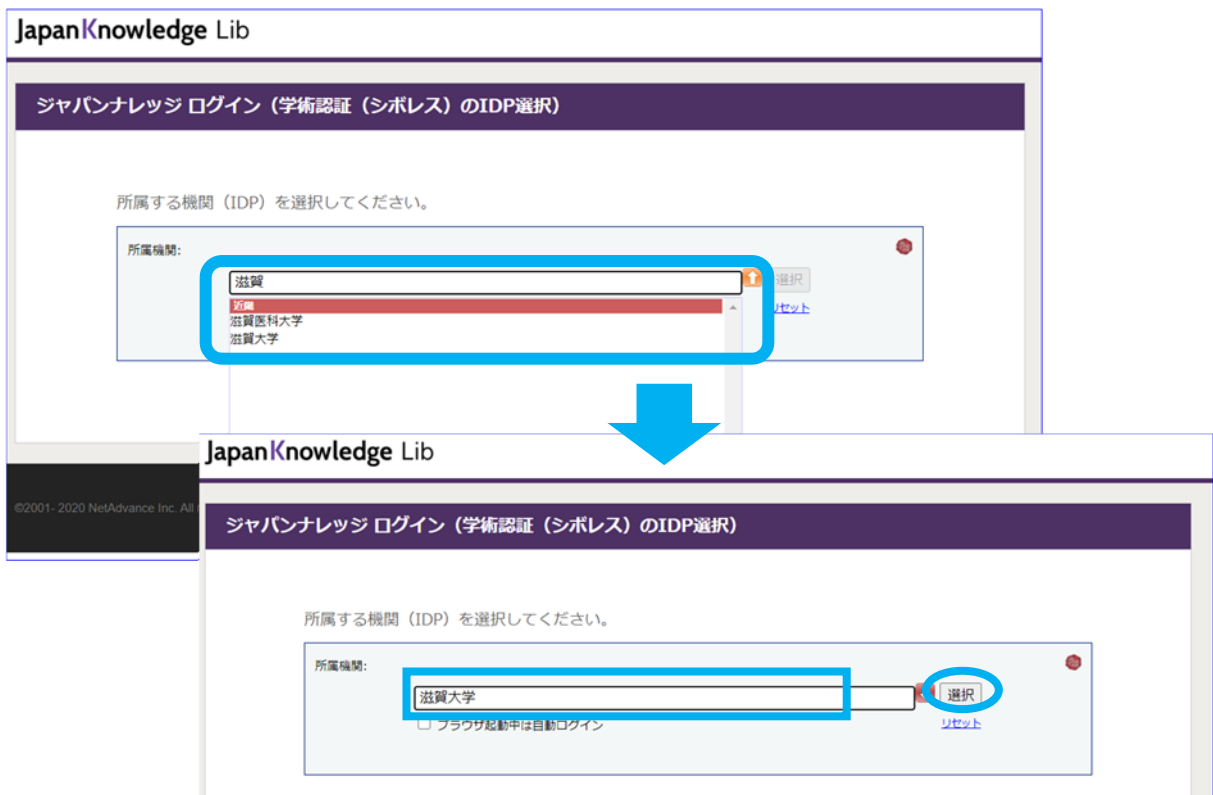 JapanKnowledge Lib
ジャパンナレッジ ログイン（学術認証（シボレス）のIDP選択）
所属する機関（IDP）を選択してください。
所属機関:
滋賀
選択
近畿
リセット
滋賀医科大学
滋賀大学
©2001- 2020 NetAdvance Inc. All
JapanKnowledge Lib
ジャパンナレッジ ログイン（学術認証（シボレス）のIDP選択）
所属する機関（IDP）を選択してください。
所属機関:
滋賀大学
選択
ブラウザ起動中は自動ログイン
リセット